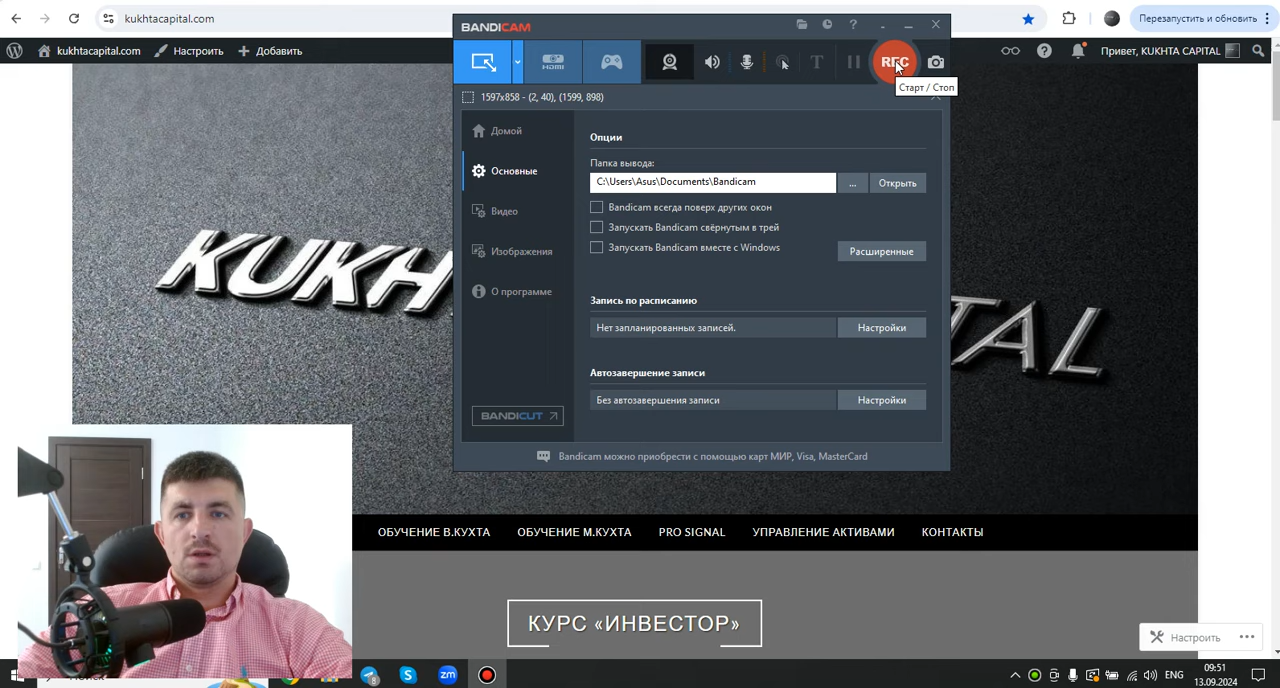 kukhtacapital.com
Перезапустить и обновить
kukhtacapital.com
Настроить
Добавить
Привет, KUKHTA CAPITAL
BANDICAM
?
HDMI
T
REC
Старт / Стоп
1597x858 - (2, 40), (1599, 898)
Домой
Основные
Видео
Изображения
О программе
BANDICUT
Опции
Папка вывода:
C:\Users\Asus\Documents\Bandicam
...
Открыть
Bandicam всегда поверх других окон
Запускать Bandicam свёрнутым в трей
Запускать Bandicam вместе с Windows
Расширенные
Запись по расписанию
Нет запланированных записей.
Настройки
Автозавершение записи
Без автозавершения записи
Настройки
Bandicam можно приобрести с помощью карт МИР, Visa, MasterCard
KUKH
TAL
ОБУЧЕНИЕ В.КУХТА
ОБУЧЕНИЕ М.КУХТА
PRO SIGNAL
УПРАВЛЕНИЕ АКТИВАМИ
КОНТАКТЫ
КУРС «ИНВЕСТОР»
Настроить
zm
ENG
09:51
13.09.2024